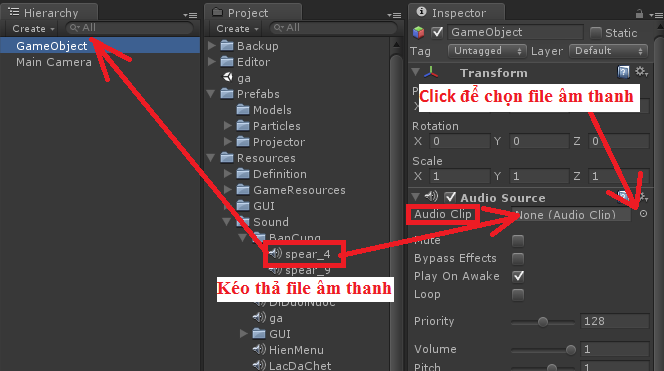 Hierarchy
Create
All
GameObject
Main Camera
Project
Create
All
Backup
Editor
ga
Prefabs
Models
Particles
Projector
Resources
Definition
GameResources
GUI
Sound
BanCung
spear_4
spear_9
Kéo thả file âm thanh
ga
GUI
HienMenu
LacDaChet
Inspector
GameObject
Static
Tag Untagged Layer Default
Transform
Click để chọn file âm thanh
Rotation
X 0 Y 0 Z 0
Scale
X 1 Y 1 Z 1
Audio Source
Audio Clip None (Audio Clip)
Mute
Bypass Effects
Play On Awake
Loop
Priority 128
Volume 1
Pitch 1